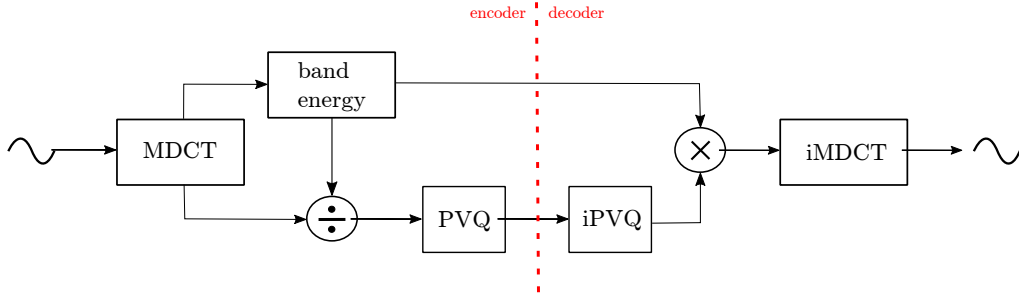 encoder
decoder
band
energy
MDCT
iMDCT
PVQ
iPVQ